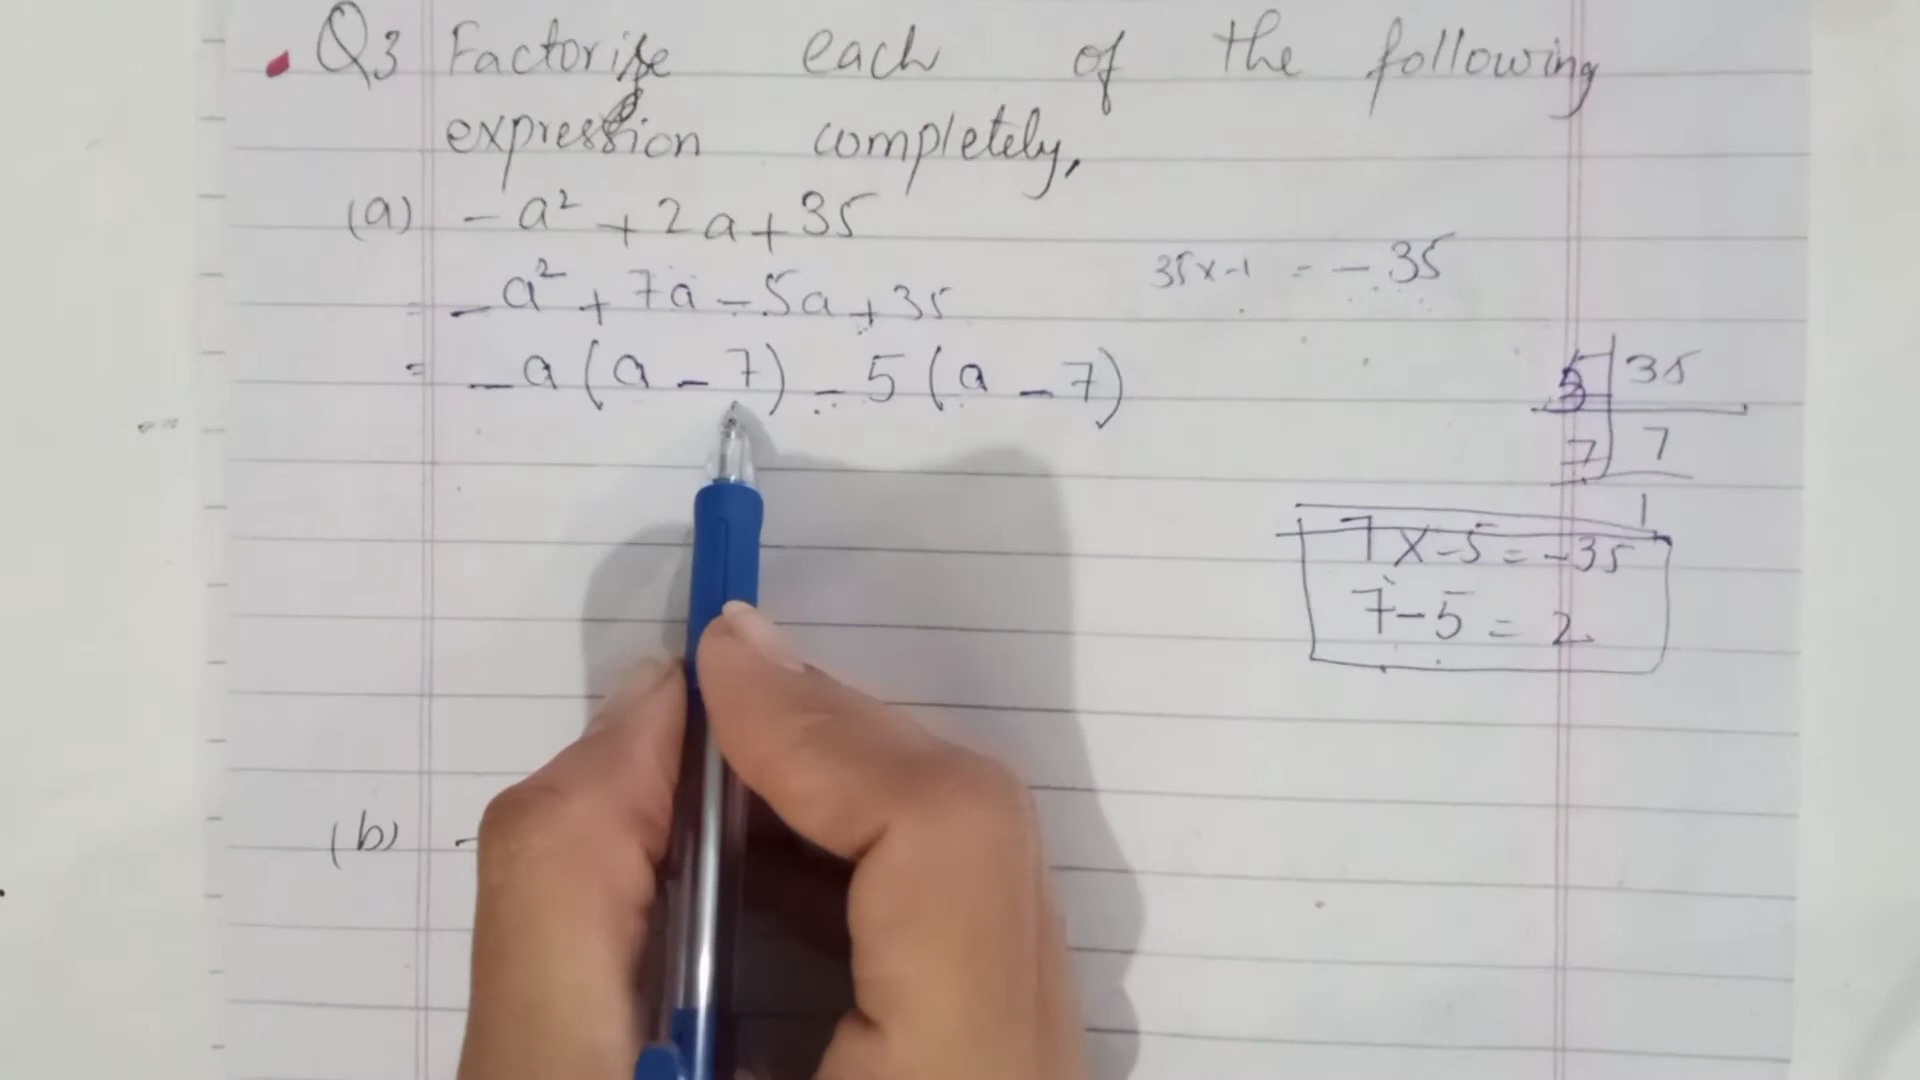 Q3 Factorise each of the following
expression completely,
(a) -a² + 2a + 35
= -a² + 7a - 5a + 35
35 x -1 = - 35
= -a (a - 7) - 5 (a - 7)
5 | 35
7 | 7
1
7 x -5 = -35
7 - 5 = 2
(b) -